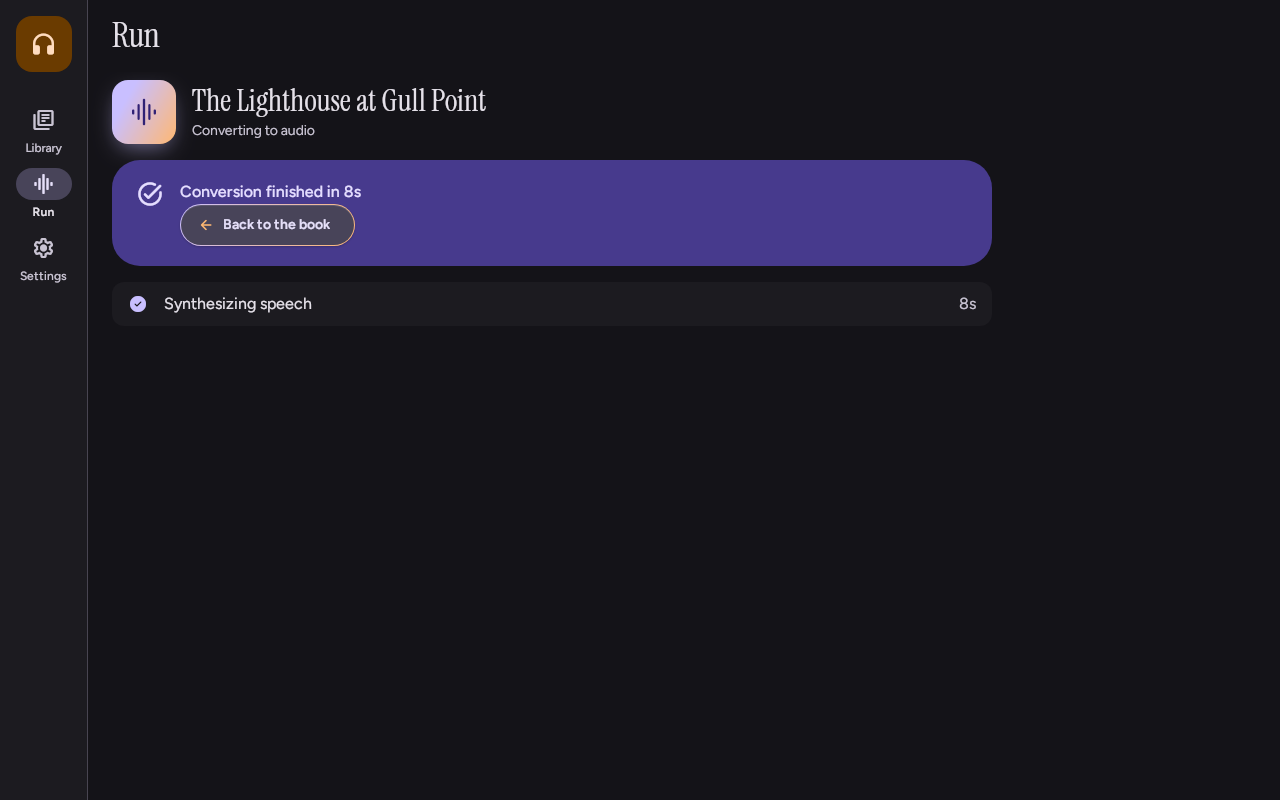 Run
The Lighthouse at Gull Point
Converting to audio
Library
Run
Settings
Conversion finished in 8s
Back to the book
Synthesizing speech 8s